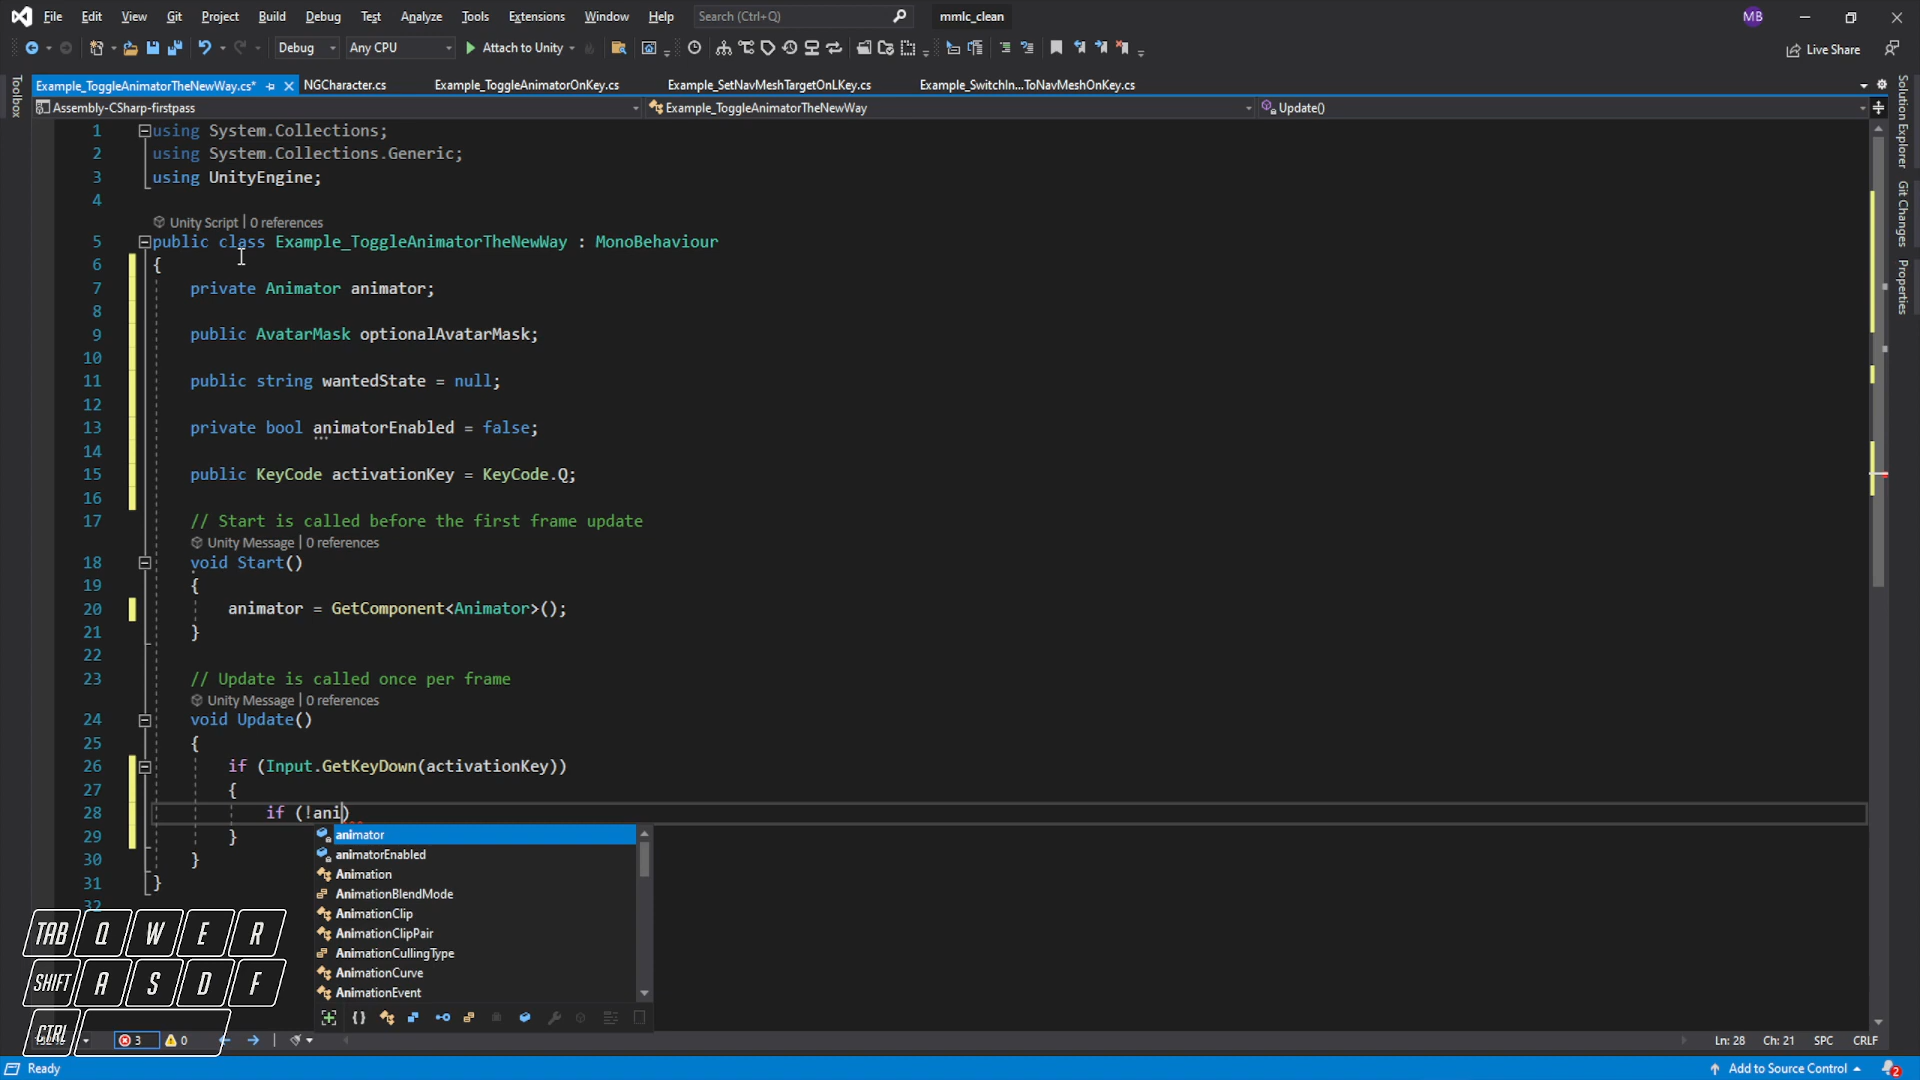 File Edit View Git Project Build Debug Test Analyze Tools Extensions Window Help Search (Ctrl+Q) mmlc_clean MB
Debug Any CPU Attach to Unity Live Share
Example_ToggleAnimatorTheNewWay.cs* NGCharacter.cs Example_ToggleAnimatorOnKey.cs Example_SetNavMeshTargetOnLKey.cs Example_SwitchIn...ToNavMeshOnKey.cs
Assembly-CSharp-firstpass Example_ToggleAnimatorTheNewWay Update()
Toolbox
Solution Explorer
Git Changes
Properties
1 using System.Collections;
2 using System.Collections.Generic;
3 using UnityEngine;
4
Unity Script | 0 references
5 public class Example_ToggleAnimatorTheNewWay : MonoBehaviour
6 {
7 private Animator animator;
8
9 public AvatarMask optionalAvatarMask;
10
11 public string wantedState = null;
12
13 private bool animatorEnabled = false;
14
15 public KeyCode activationKey = KeyCode.Q;
16
17 // Start is called before the first frame update
Unity Message | 0 references
18 void Start()
19 {
20 animator = GetComponent<Animator>();
21 }
22
23 // Update is called once per frame
Unity Message | 0 references
24 void Update()
25 {
26 if (Input.GetKeyDown(activationKey))
27 {
28 if (!ani)
29 }
30 }
31 }
32
animator
animatorEnabled
Animation
AnimationBlendMode
AnimationClip
AnimationClipPair
AnimationCullingType
AnimationCurve
AnimationEvent
TAB Q W E R
SHIFT A S D F
CTRL
3 0 Ln: 28 Ch: 21 SPC CRLF
Ready Add to Source Control 2